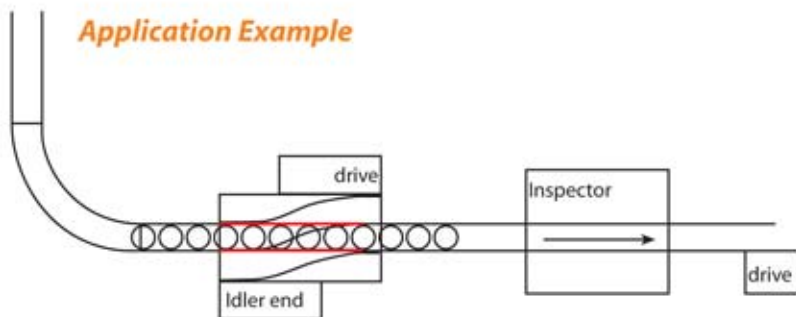 Application Example
drive
Inspector
Idler end
drive